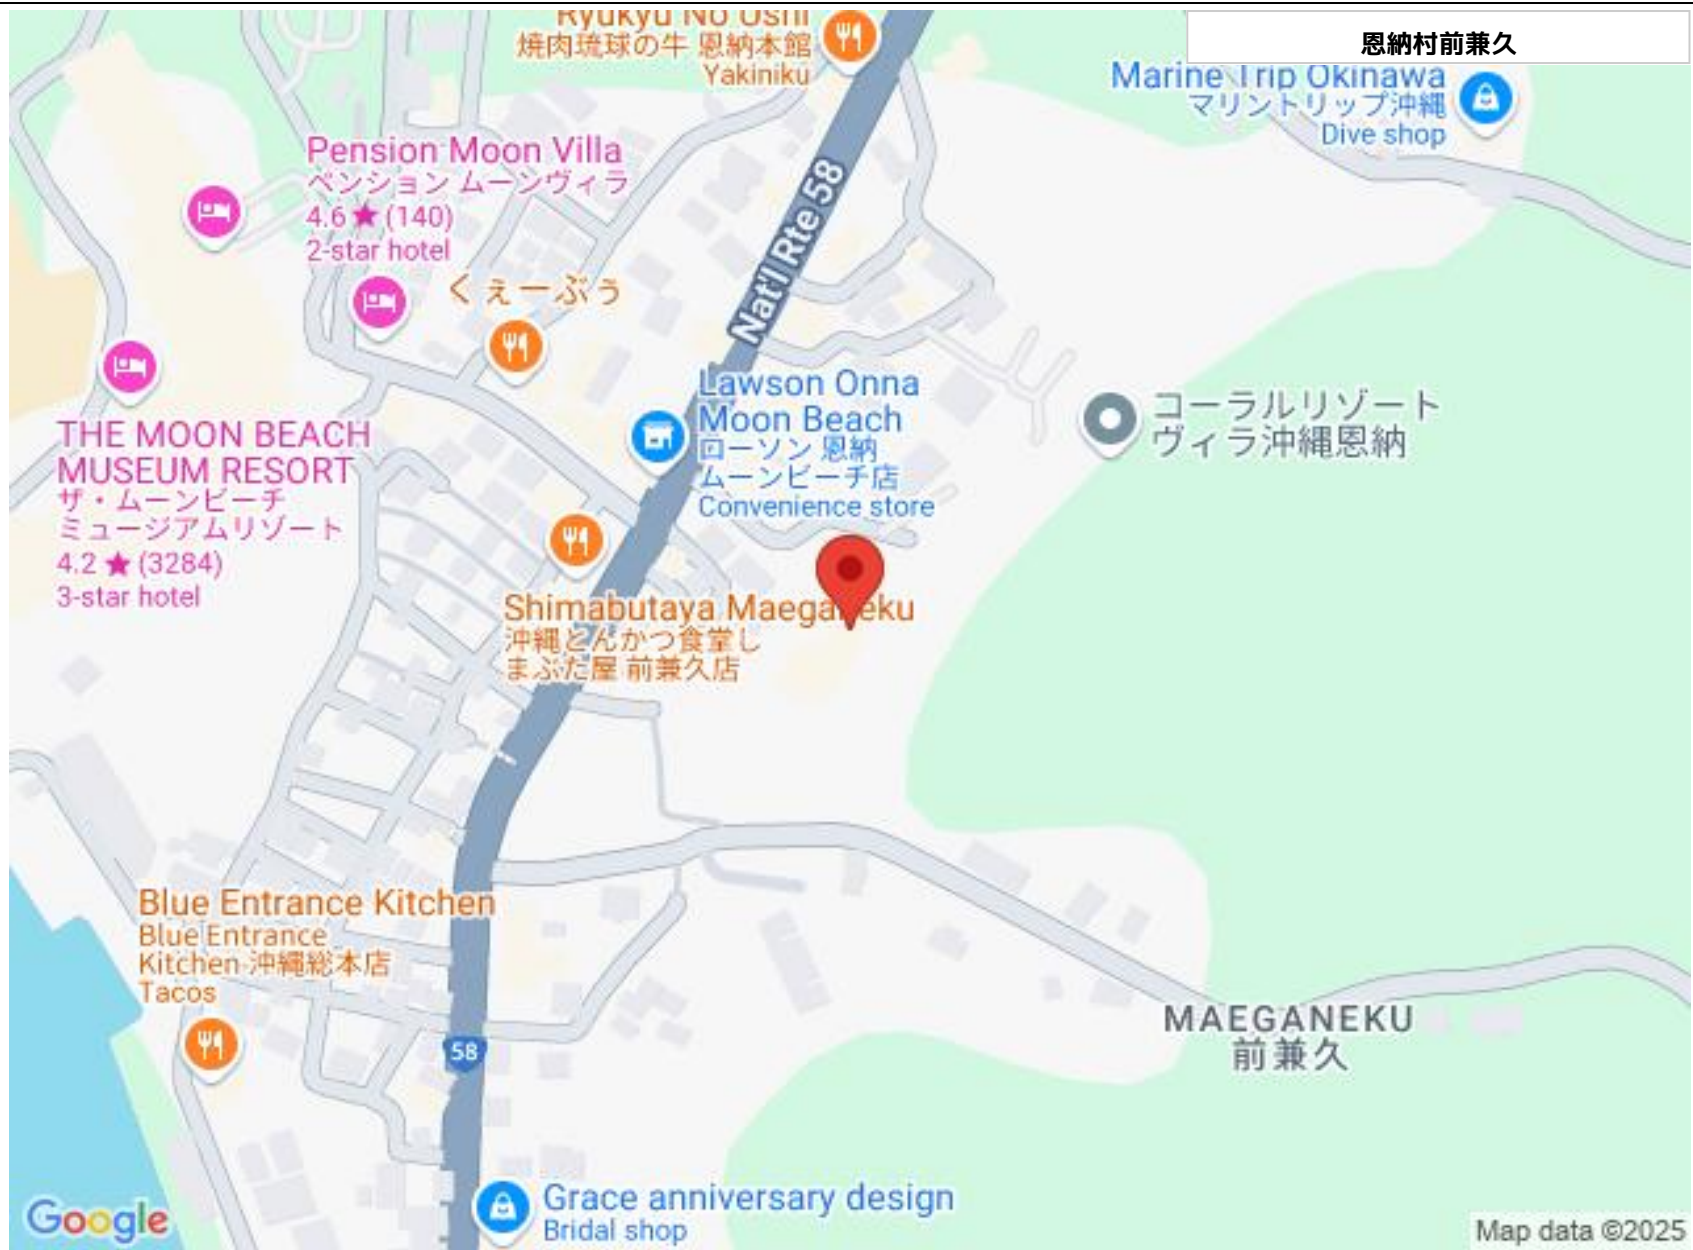 Ryukyu No Ushi
焼肉琉球の牛 恩納本館
Yakiniku
恩納村前兼久
Marine Trip Okinawa
マリントリップ沖縄
Dive shop
Pension Moon Villa
ペンション ムーンヴィラ
4.6 ★ (140)
2-star hotel
Nat'l Rte 58
くぇーぶぅ
Lawson Onna
Moon Beach
ローソン 恩納
ムーンビーチ店
Convenience store
コーラルリゾート
ヴィラ沖縄恩納
THE MOON BEACH
MUSEUM RESORT
ザ・ムーンビーチ
ミュージアムリゾート
4.2 ★ (3284)
3-star hotel
Shimabutaya Maeganeku
沖縄とんかつ食堂し
まぶた屋 前兼久店
Blue Entrance Kitchen
Blue Entrance
Kitchen 沖縄総本店
Tacos
MAEGANEKU
前兼久
58
Grace anniversary design
Bridal shop
Google
Map data ©2025